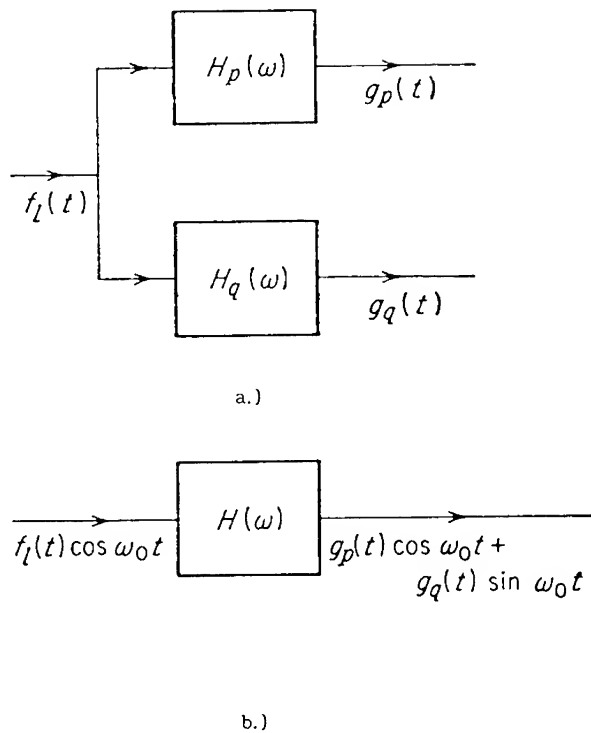 H_p(ω)
g_p(t)
f_l(t)
H_q(ω)
g_q(t)
a.)
H(ω)
f_l(t) cos ω_0 t
g_p(t) cos ω_0 t +
g_q(t) sin ω_0 t
b.)